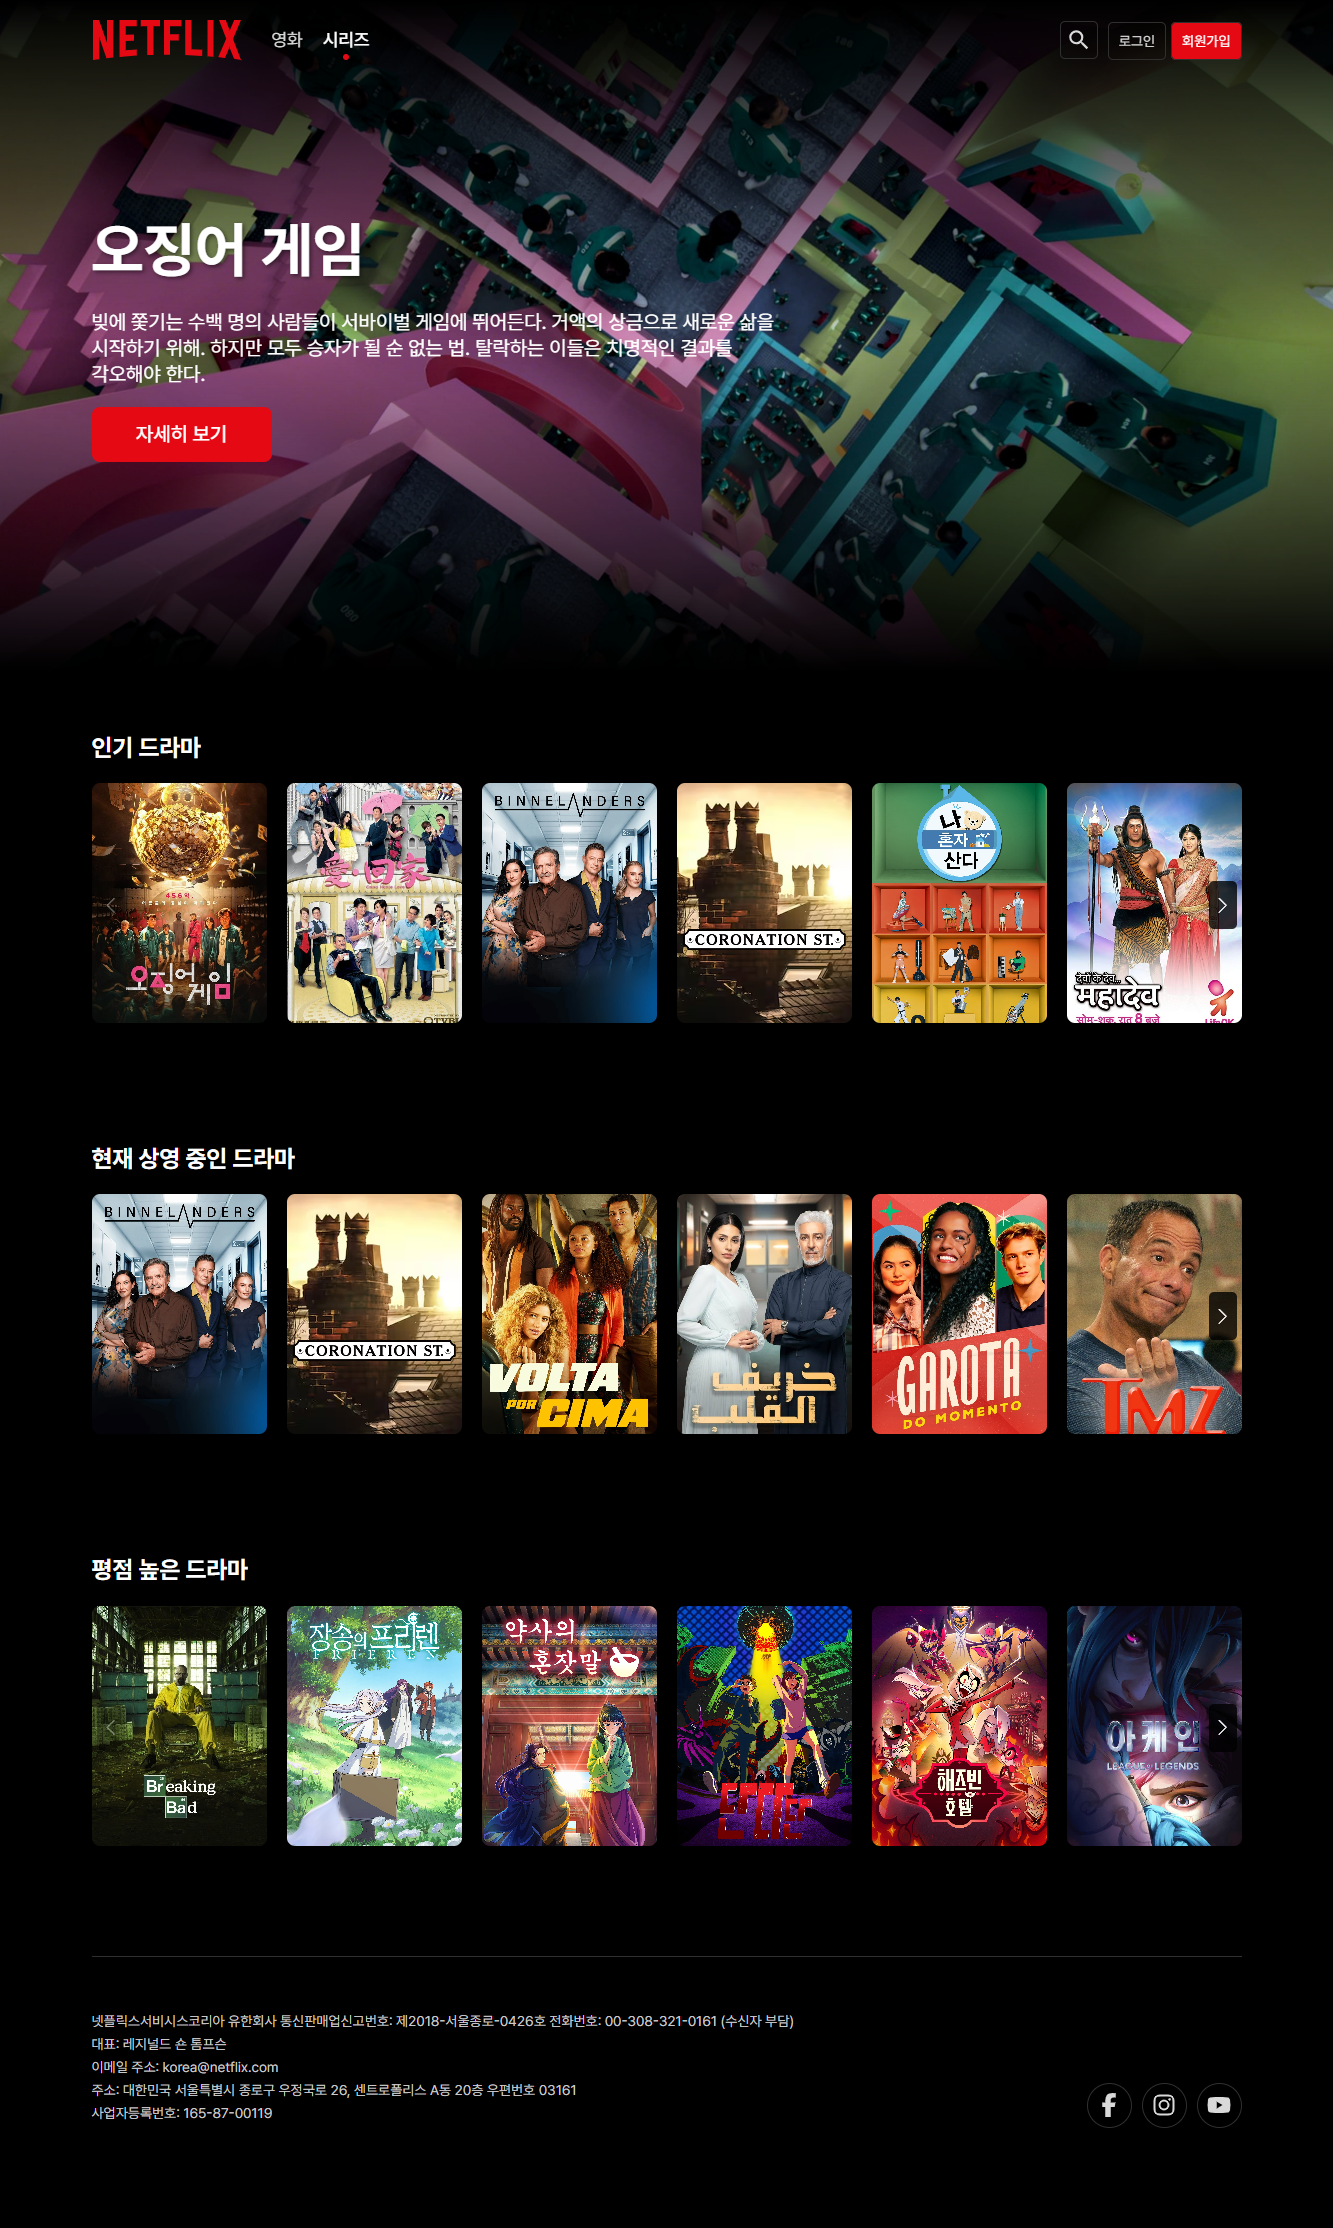 NETFLIX
영화
시리즈
로그인
회원가입
오징어 게임
빚에 쫓기는 수백 명의 사람들이 서바이벌 게임에 뛰어든다. 거액의 상금으로 새로운 삶을
시작하기 위해. 하지만 모두 승자가 될 순 없는 법. 탈락하는 이들은 치명적인 결과를
각오해야 한다.
자세히 보기
인기 드라마
456억,
오징어
게임
愛·回家
BINNELANDERS
CORONATION ST.
나
혼자
산다
देवों के देव...
महादेव
सोम-शुक्र, रात 8 बजे
Life OK
현재 상영 중인 드라마
BINNELANDERS
CORONATION ST.
VOLTA
POR CIMA
خريف
القلب
GAROTA
DO MOMENTO
TMZ
평점 높은 드라마
Breaking
Bad
장송의 프리렌
FRIEREN
약사의
혼잣말
단다단
해즈빈
호텔
아케인
LEAGUE OF LEGENDS
넷플릭스서비시스코리아 유한회사 통신판매업신고번호: 제2018-서울종로-0426호 전화번호: 00-308-321-0161 (수신자 부담)
대표: 레지널드 숀 톰프슨
이메일 주소: korea@netflix.com
주소: 대한민국 서울특별시 종로구 우정국로 26, 센트로폴리스 A동 20층 우편번호 03161
사업자등록번호: 165-87-00119